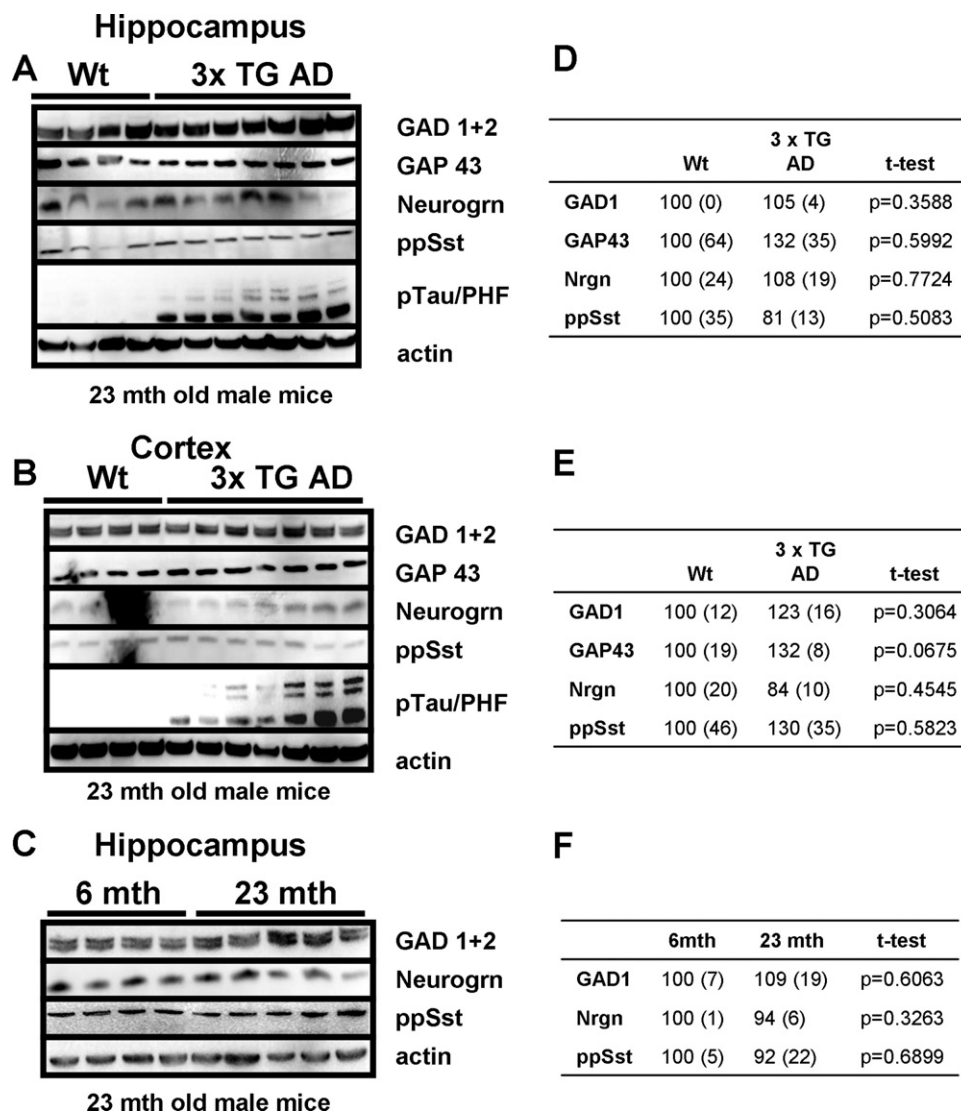 Hippocampus
A
Wt 3x TG AD
GAD 1+2
GAP 43
Neurogrn
ppSst
pTau/PHF
actin
23 mth old male mice
D
Wt 3 x TG AD t-test
GAD1 100 (0) 105 (4) p=0.3588
GAP43 100 (64) 132 (35) p=0.5992
Nrgn 100 (24) 108 (19) p=0.7724
ppSst 100 (35) 81 (13) p=0.5083
Cortex
B
Wt 3x TG AD
GAD 1+2
GAP 43
Neurogrn
ppSst
pTau/PHF
actin
23 mth old male mice
E
Wt 3 x TG AD t-test
GAD1 100 (12) 123 (16) p=0.3064
GAP43 100 (19) 132 (8) p=0.0675
Nrgn 100 (20) 84 (10) p=0.4545
ppSst 100 (46) 130 (35) p=0.5823
C
Hippocampus
6 mth 23 mth
GAD 1+2
Neurogrn
ppSst
actin
23 mth old male mice
F
6mth 23 mth t-test
GAD1 100 (7) 109 (19) p=0.6063
Nrgn 100 (1) 94 (6) p=0.3263
ppSst 100 (5) 92 (22) p=0.6899